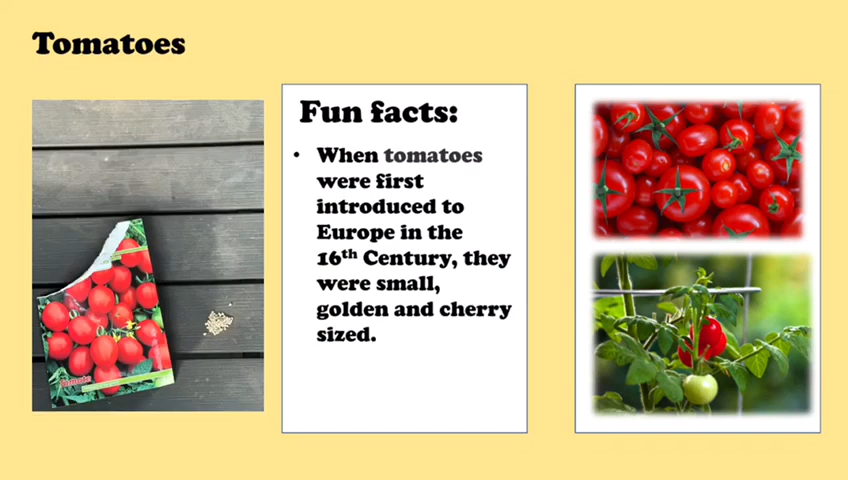 Tomatoes
Fun facts:
• When tomatoes
were first
introduced to
Europe in the
16th Century, they
were small,
golden and cherry
sized.
Tomato